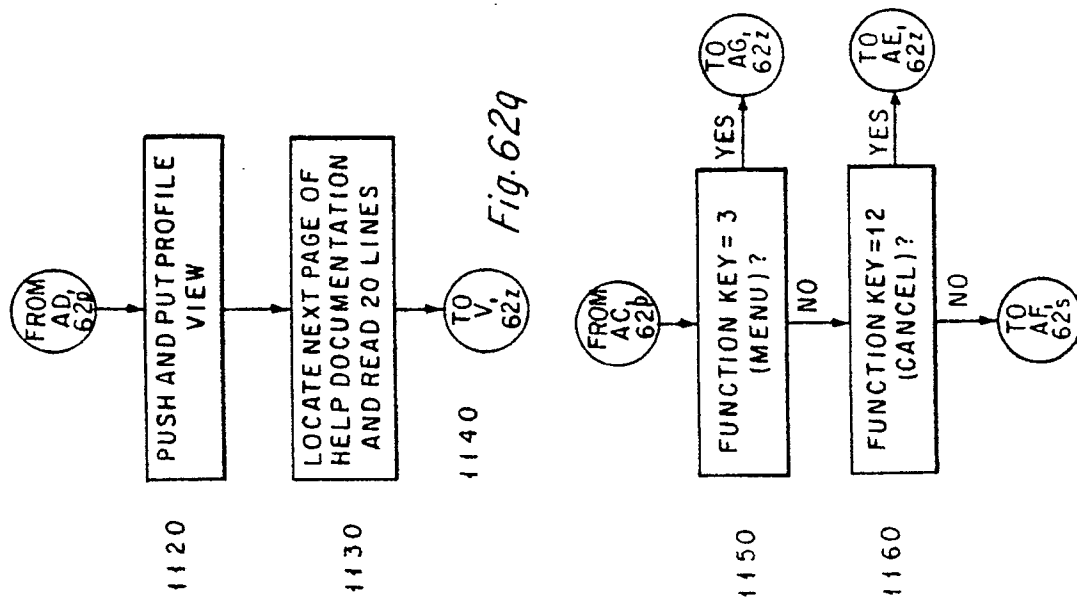 FROM
AD,
62p
1120
PUSH AND PUT PROFILE
VIEW
1130
LOCATE NEXT PAGE OF
HELP DOCUMENTATION
AND READ 20 LINES
1140
TO
V,
62z
Fig. 62q
FROM
AC,
62p
1150
FUNCTION KEY = 3
(MENU)?
YES
TO
AG,
62z
NO
1160
FUNCTION KEY = 12
(CANCEL)?
YES
TO
AE,
62z
NO
TO
AF,
62s